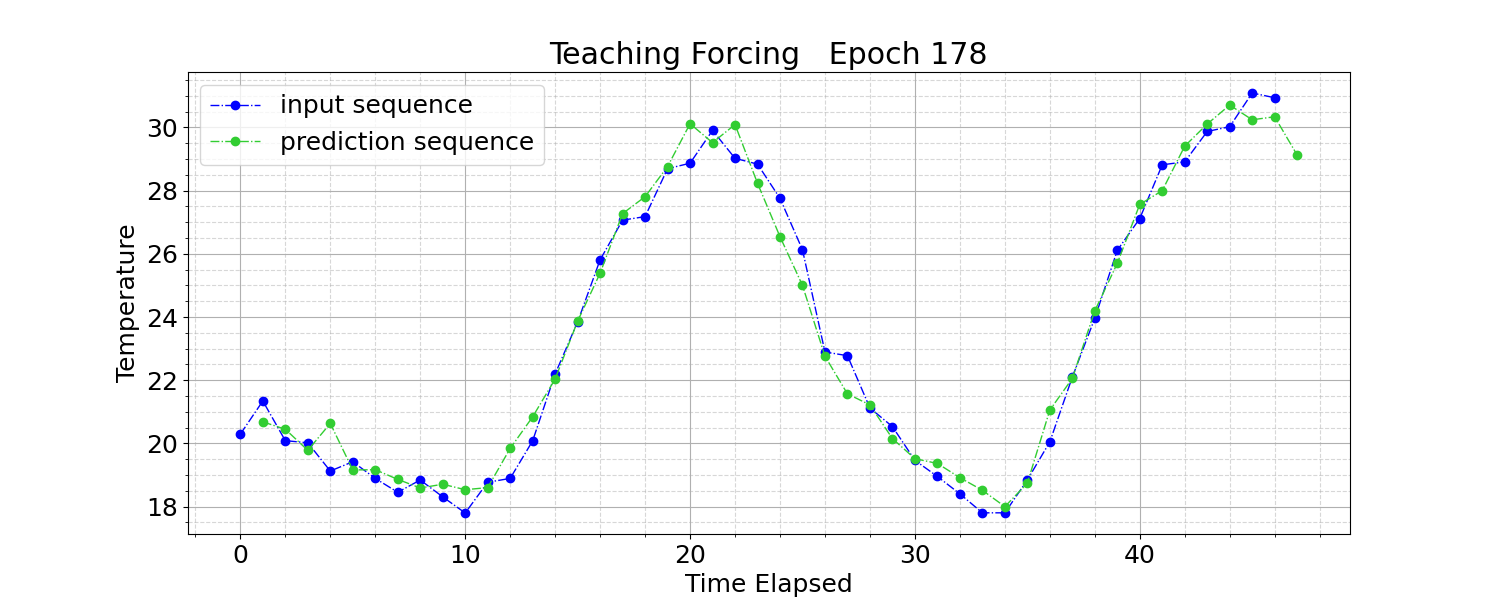 Teaching Forcing   Epoch 178
input sequence
prediction sequence
Temperature
30
28
26
24
22
20
18
0 10 20 30 40
Time Elapsed